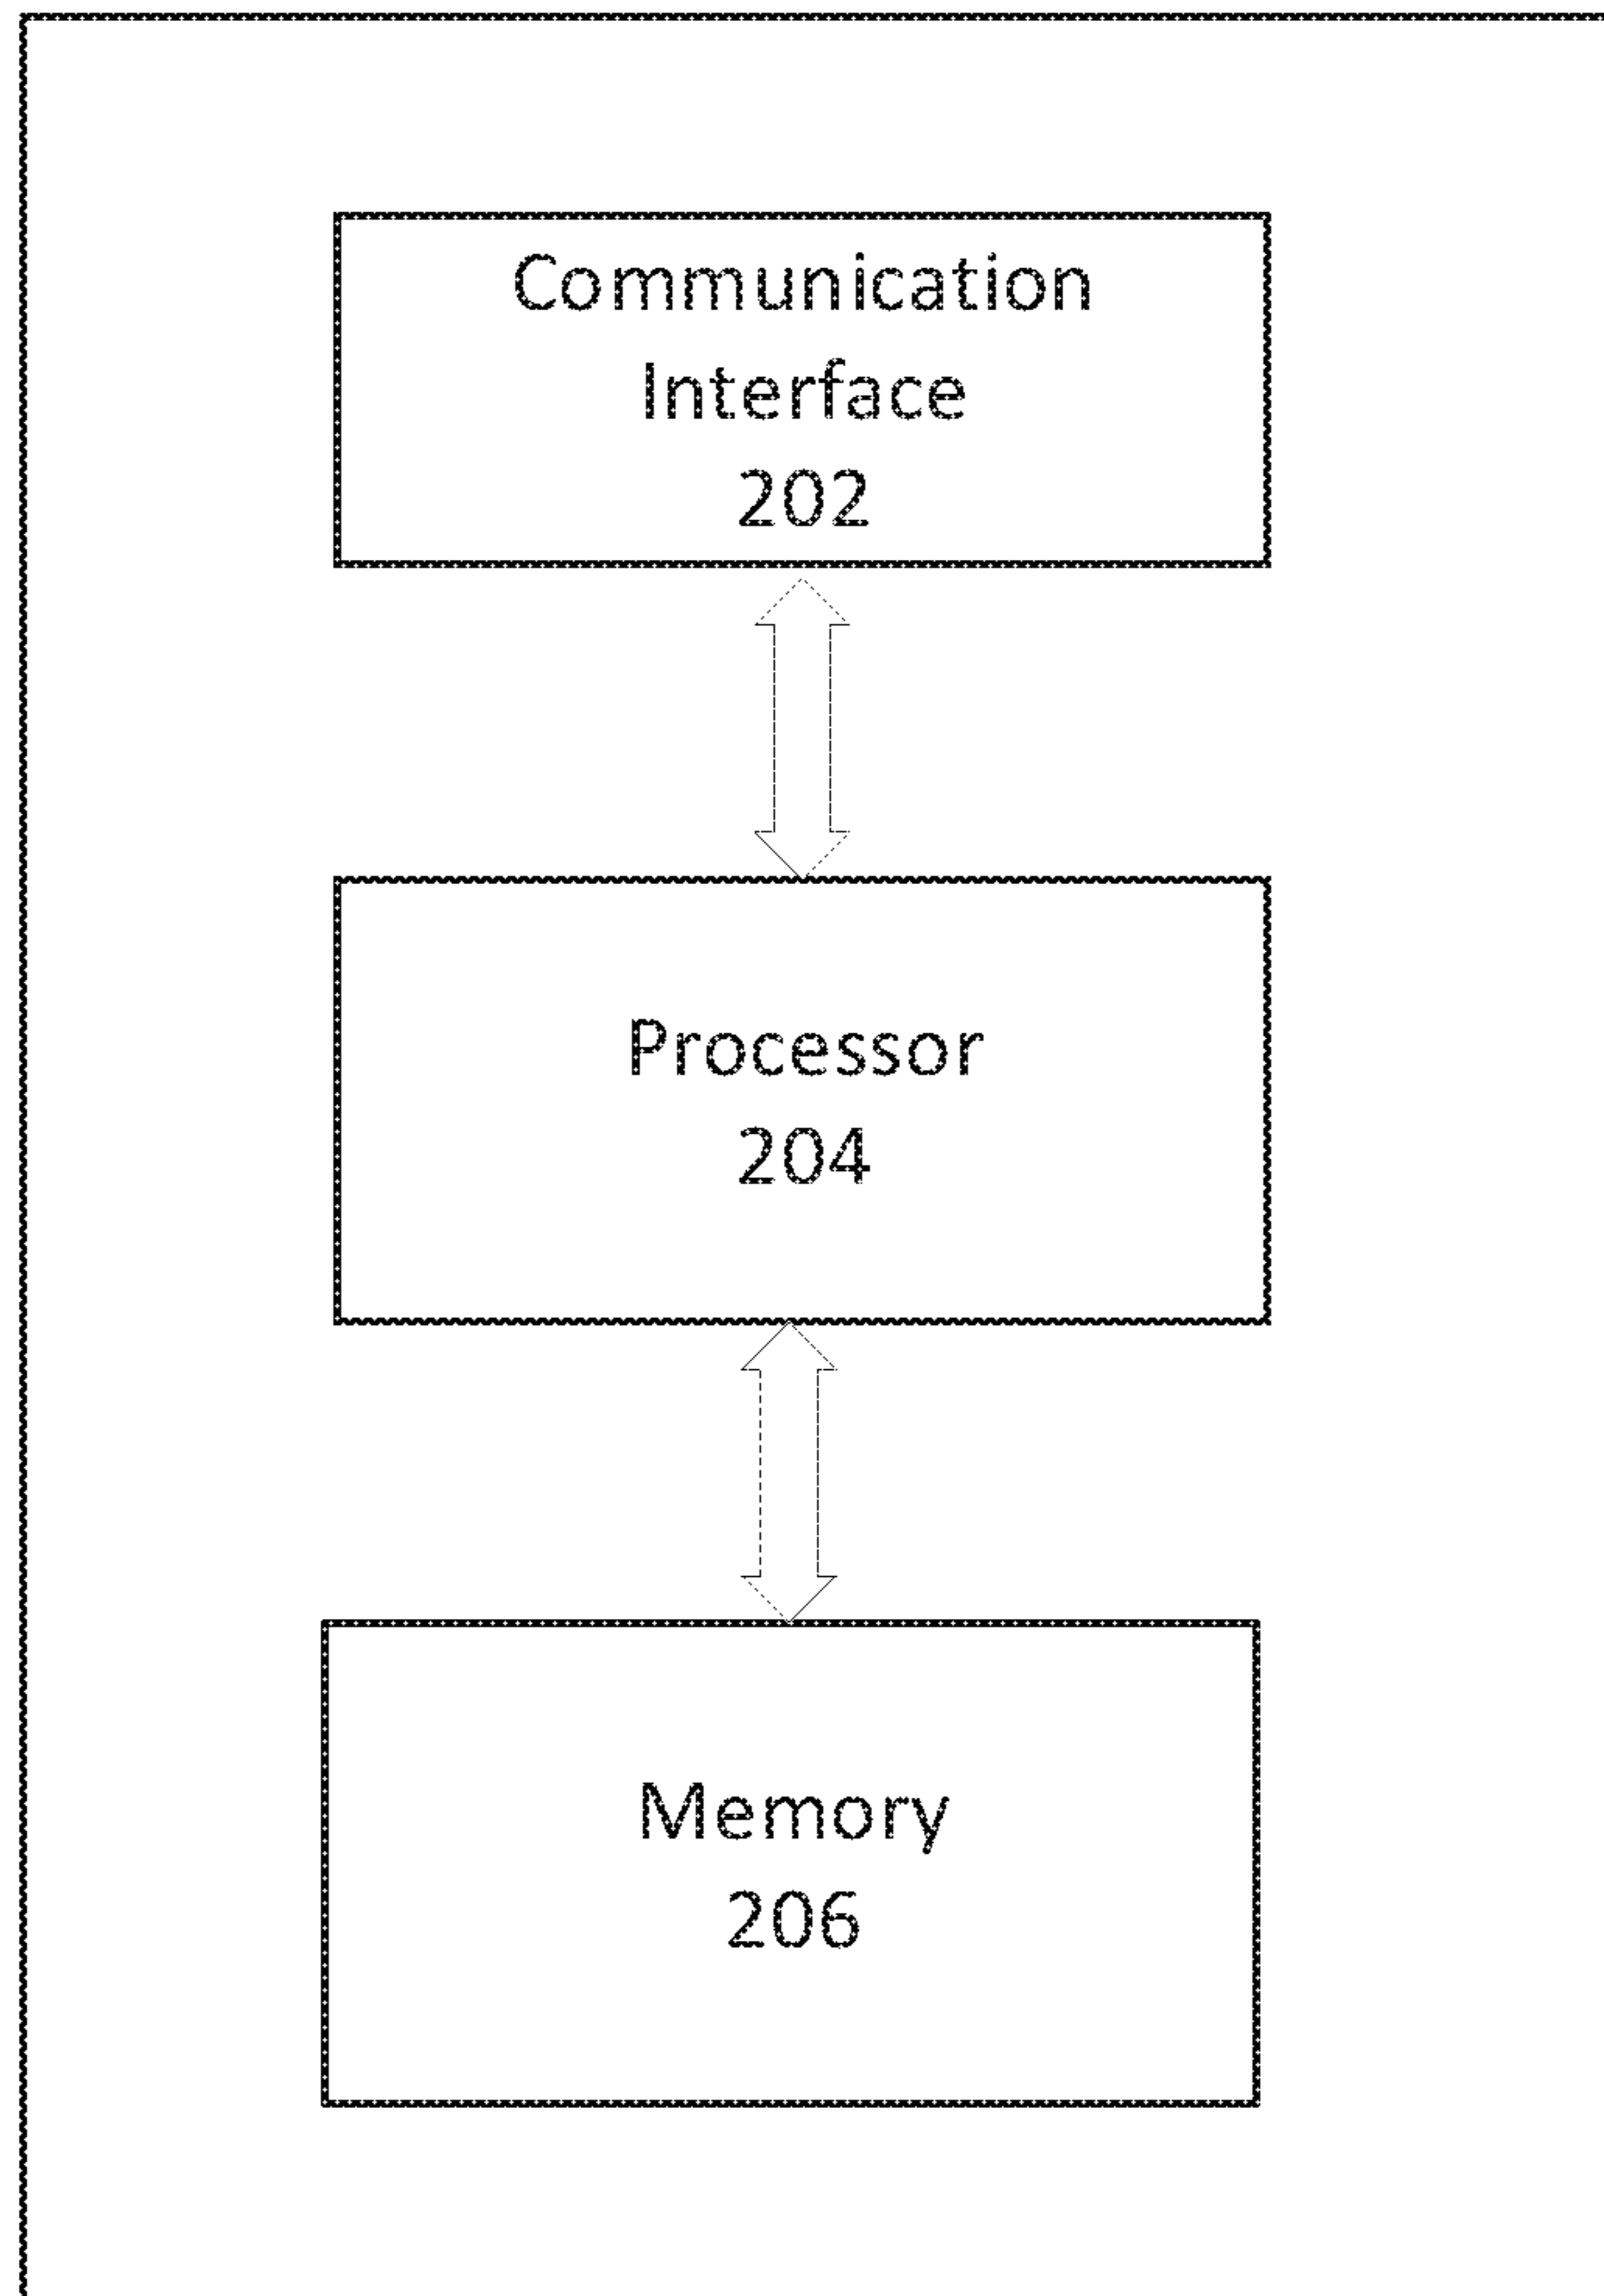 Communication
Interface
202
Processor
204
Memory
206